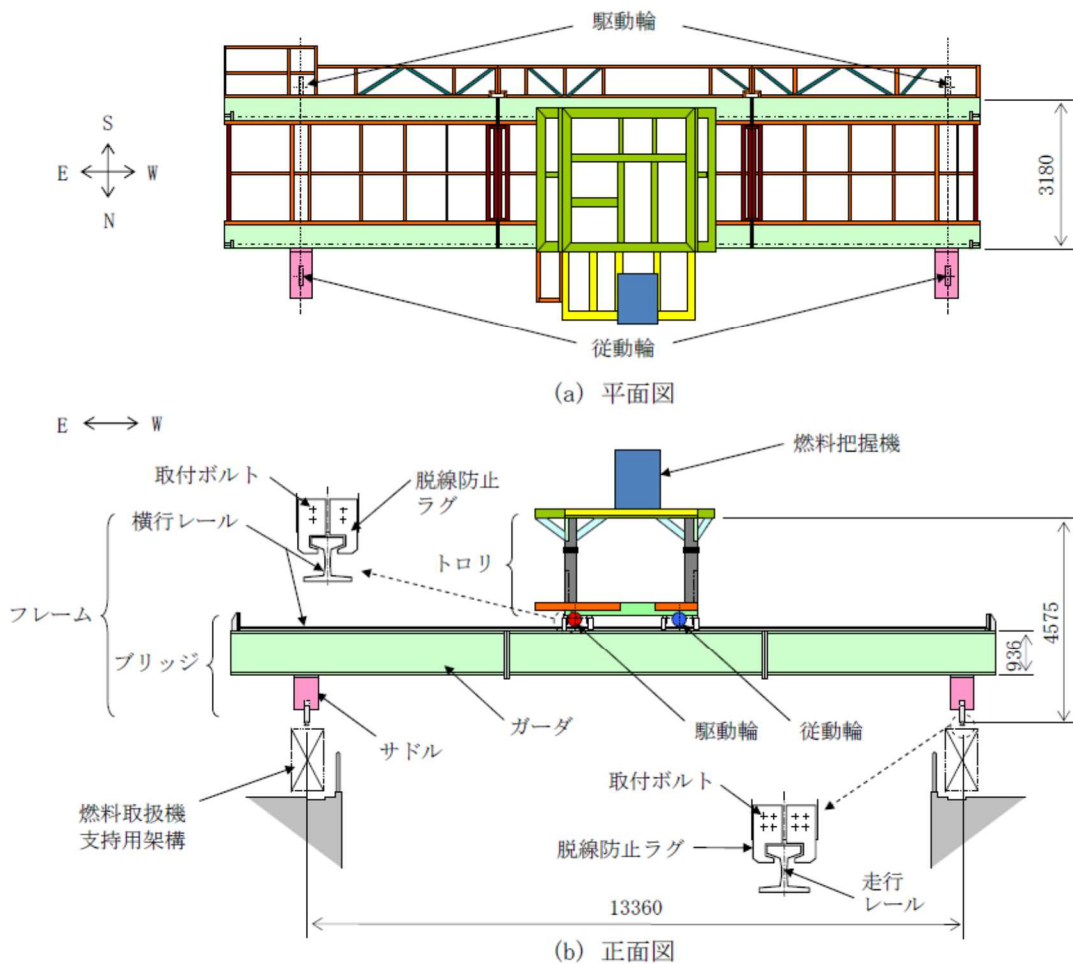 駆動輪
S
E W
N
3180
従動輪
(a) 平面図
E W
燃料把握機
取付ボルト
脱線防止
ラグ
横行レール
トロリ
フレーム
4575
936
ブリッジ
ガーダ
駆動輪
従動輪
サドル
取付ボルト
燃料取扱機
支持用架構
脱線防止ラグ
走行
レール
13360
(b) 正面図